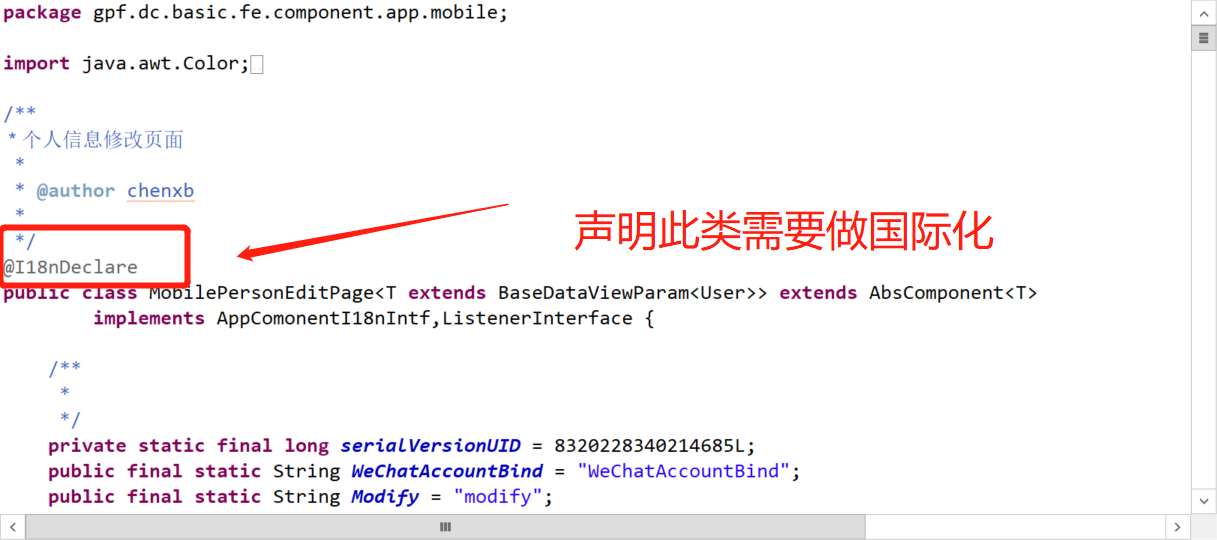 package gpf.dc.basic.fe.component.app.mobile;
import java.awt.Color;
/**
* 个人信息修改页面
*
* @author chenxb
*
*/
声明此类需要做国际化
@I18nDeclare
public class MobilePersonEditPage<T extends BaseDataViewParam<User>> extends AbsComponent<T>
implements AppComonentI18nIntf,ListenerInterface {
/**
*
*/
private static final long serialVersionUID = 8320228340214685L;
public final static String WeChatAccountBind = "WeChatAccountBind";
public final static String Modify = "modify";